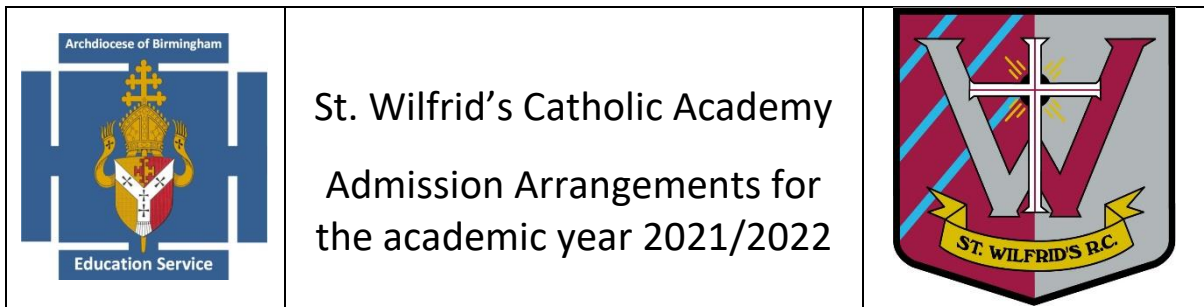 Archdiocese of Birmingham
Education Service
St. Wilfrid’s Catholic Academy
Admission Arrangements for
the academic year 2021/2022
W
ST. WILFRID'S R.C.